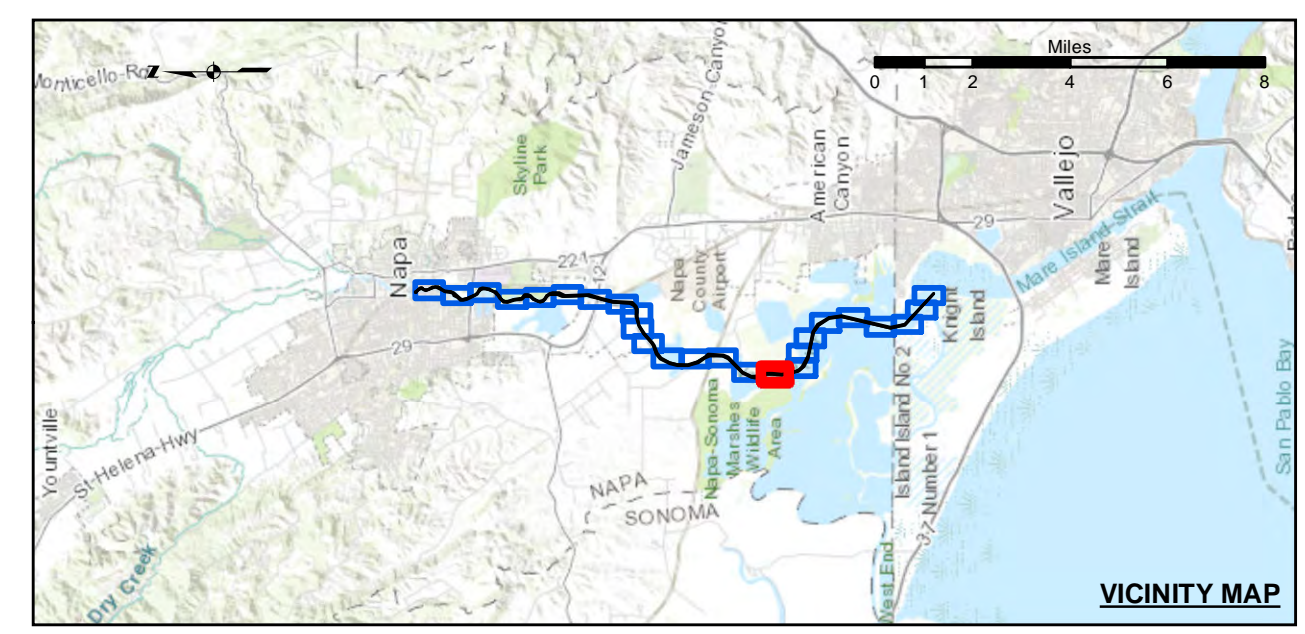 Miles
0 1 2 4 6 8
Z
Monticello-Rd
Jameson Canyon
Skyline
Park
American
Canyon
Vallejo
29
Mare Island-Strait
Mare
Island
221
12
Napa
Napa
County
Airport
Knight
Island
29
Yountville
St-Helena-Hwy
Napa-Sonoma
Marshes
Wildlife
Area
Island Island No 2
37-Number 1
San Pablo Bay
NAPA
SONOMA
West End
Dry Creek
VICINITY MAP